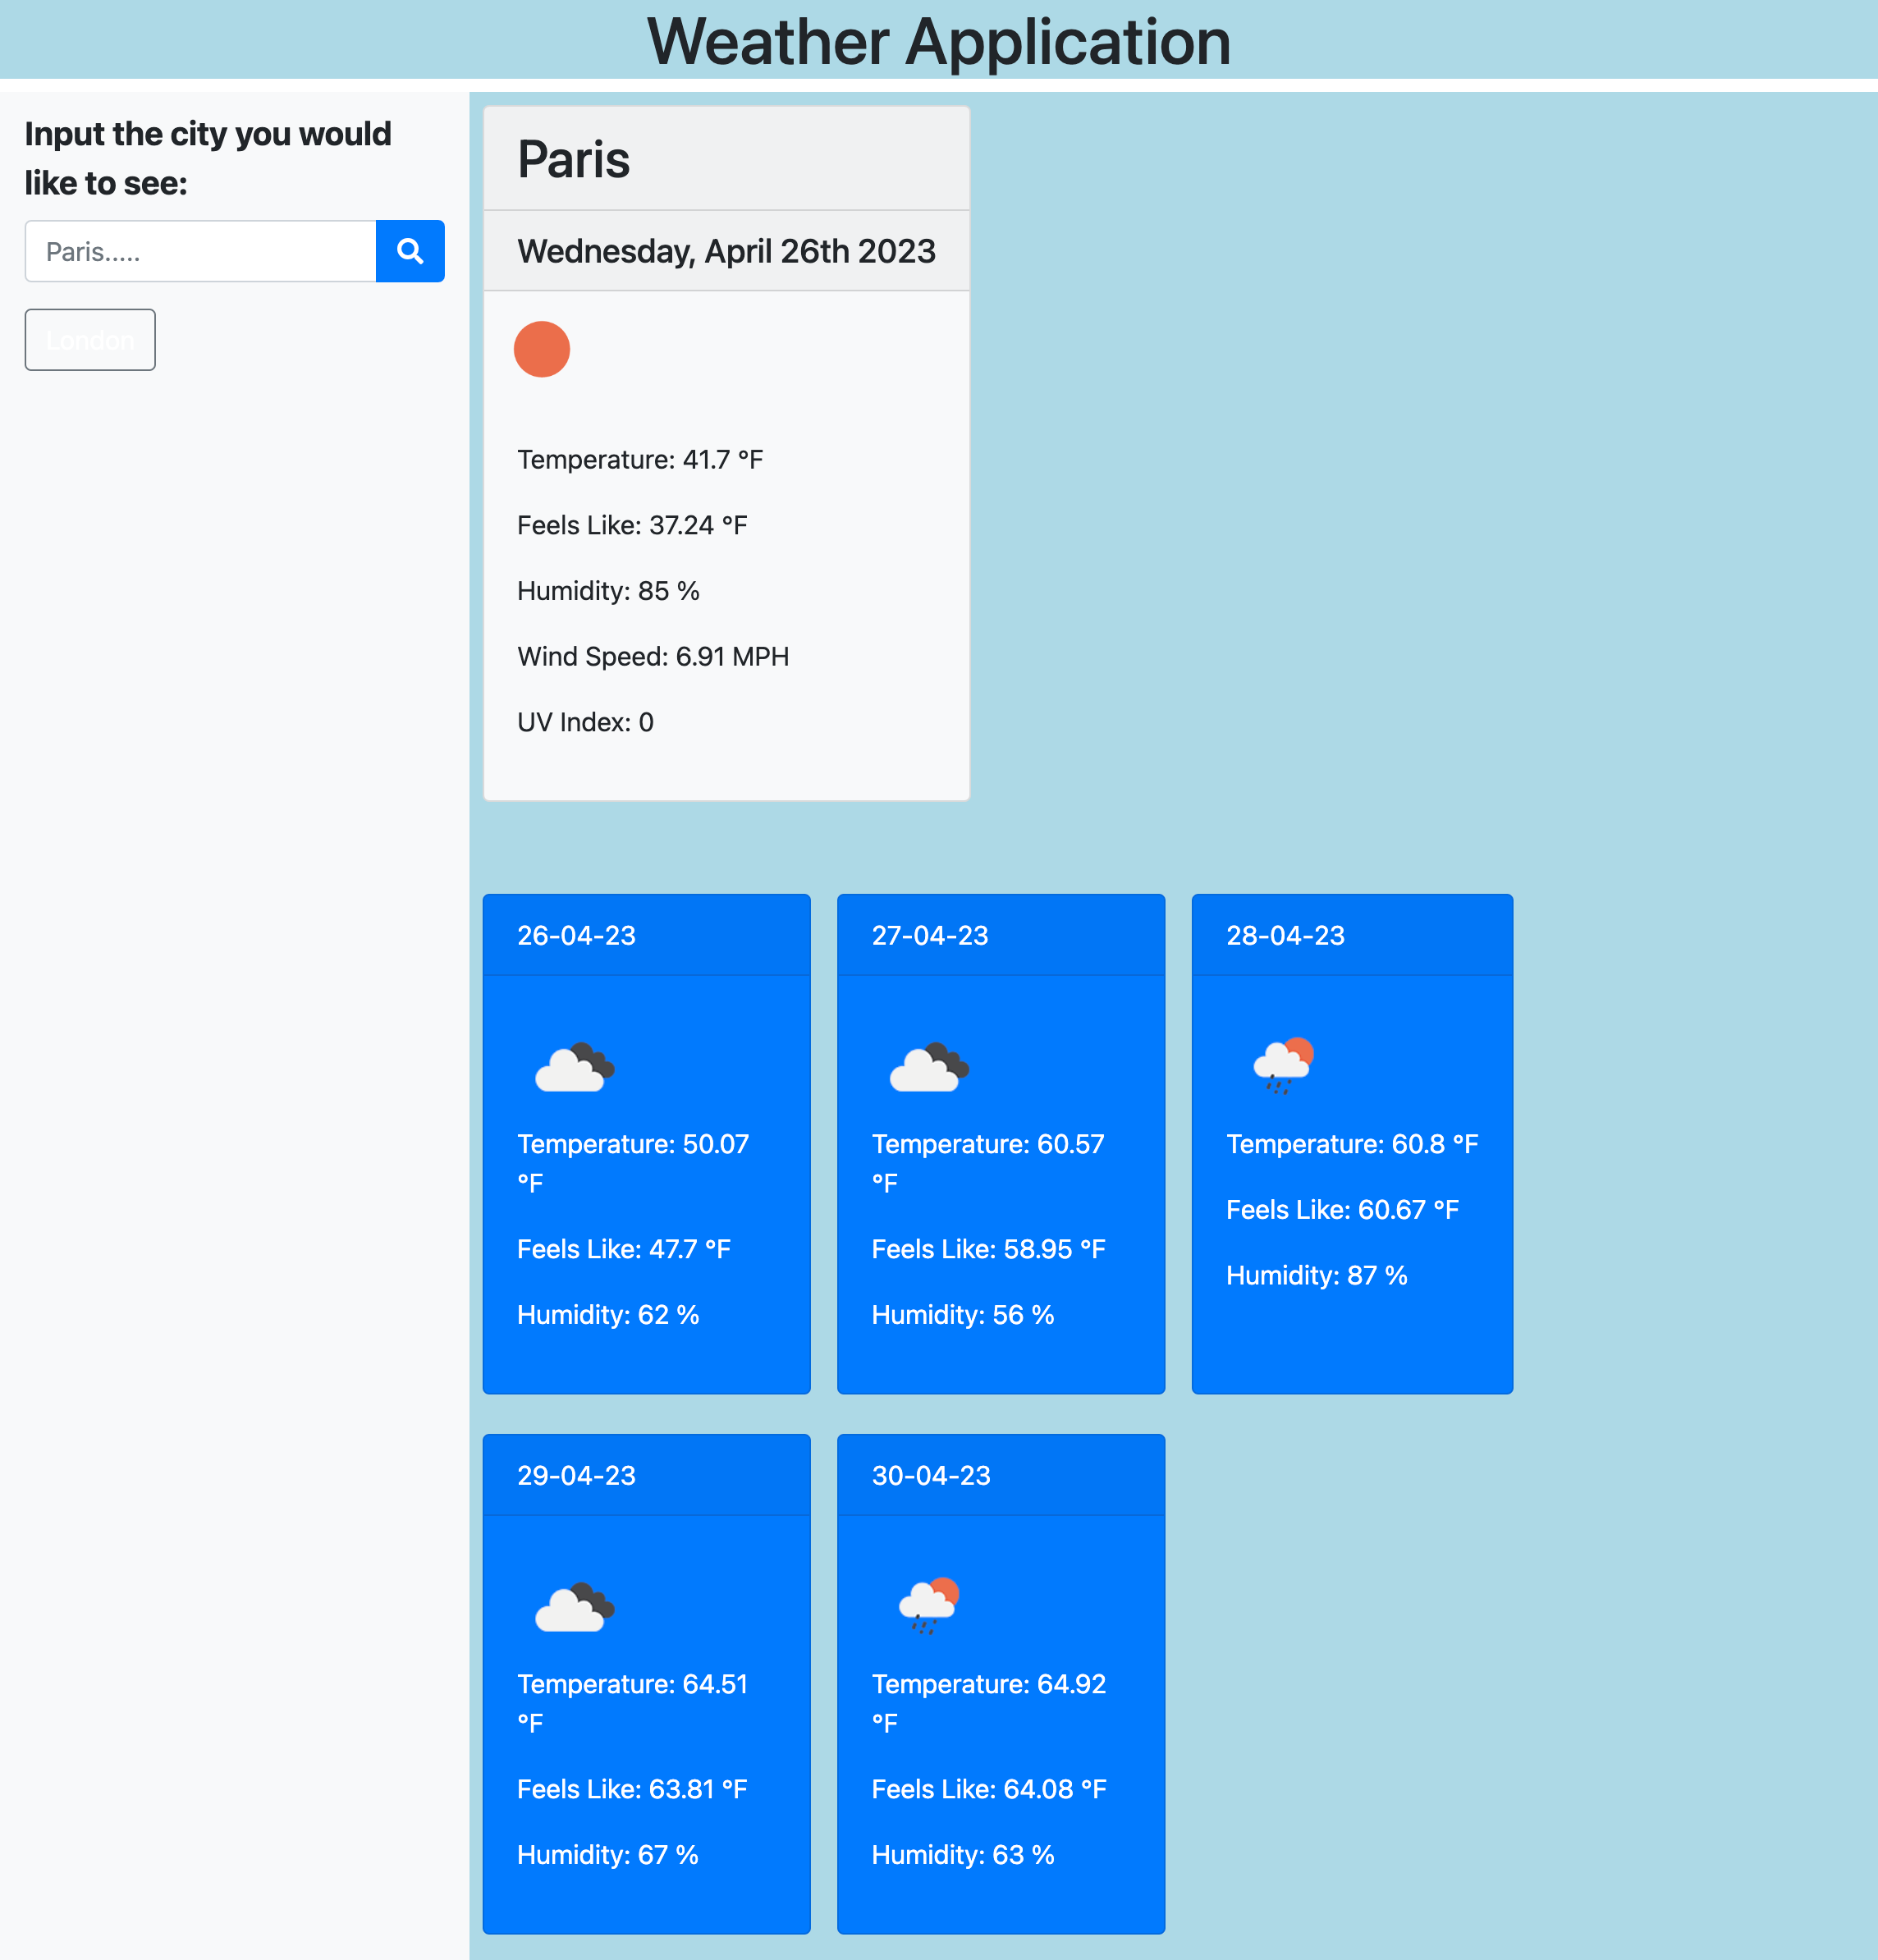 Weather Application
Input the city you would
like to see:
Paris.....
London
Paris
Wednesday, April 26th 2023
Temperature: 41.7 °F
Feels Like: 37.24 °F
Humidity: 85 %
Wind Speed: 6.91 MPH
UV Index: 0
26-04-23
Temperature: 50.07
°F
Feels Like: 47.7 °F
Humidity: 62 %
27-04-23
Temperature: 60.57
°F
Feels Like: 58.95 °F
Humidity: 56 %
28-04-23
Temperature: 60.8 °F
Feels Like: 60.67 °F
Humidity: 87 %
29-04-23
Temperature: 64.51
°F
Feels Like: 63.81 °F
Humidity: 67 %
30-04-23
Temperature: 64.92
°F
Feels Like: 64.08 °F
Humidity: 63 %